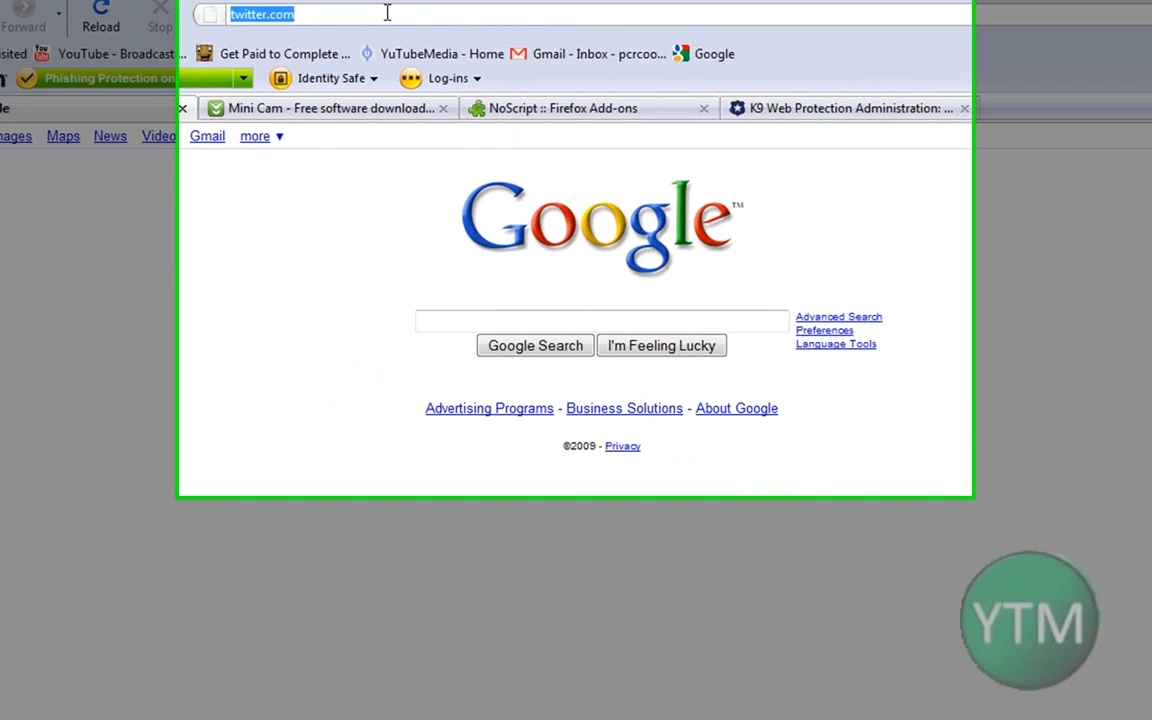 twitter.com
Forward Reload Stop
isited YouTube - Broadcast... Get Paid to Complete ... YuTubeMedia - Home Gmail - Inbox - pcrcoo... Google
Phishing Protection on Identity Safe Log-ins
Mini Cam - Free software download... NoScript :: Firefox Add-ons K9 Web Protection Administration: ...
mages Maps News Video Gmail more
Google™
Advanced Search
Preferences
Language Tools
Google Search I'm Feeling Lucky
Advertising Programs - Business Solutions - About Google
©2009 - Privacy
YTM